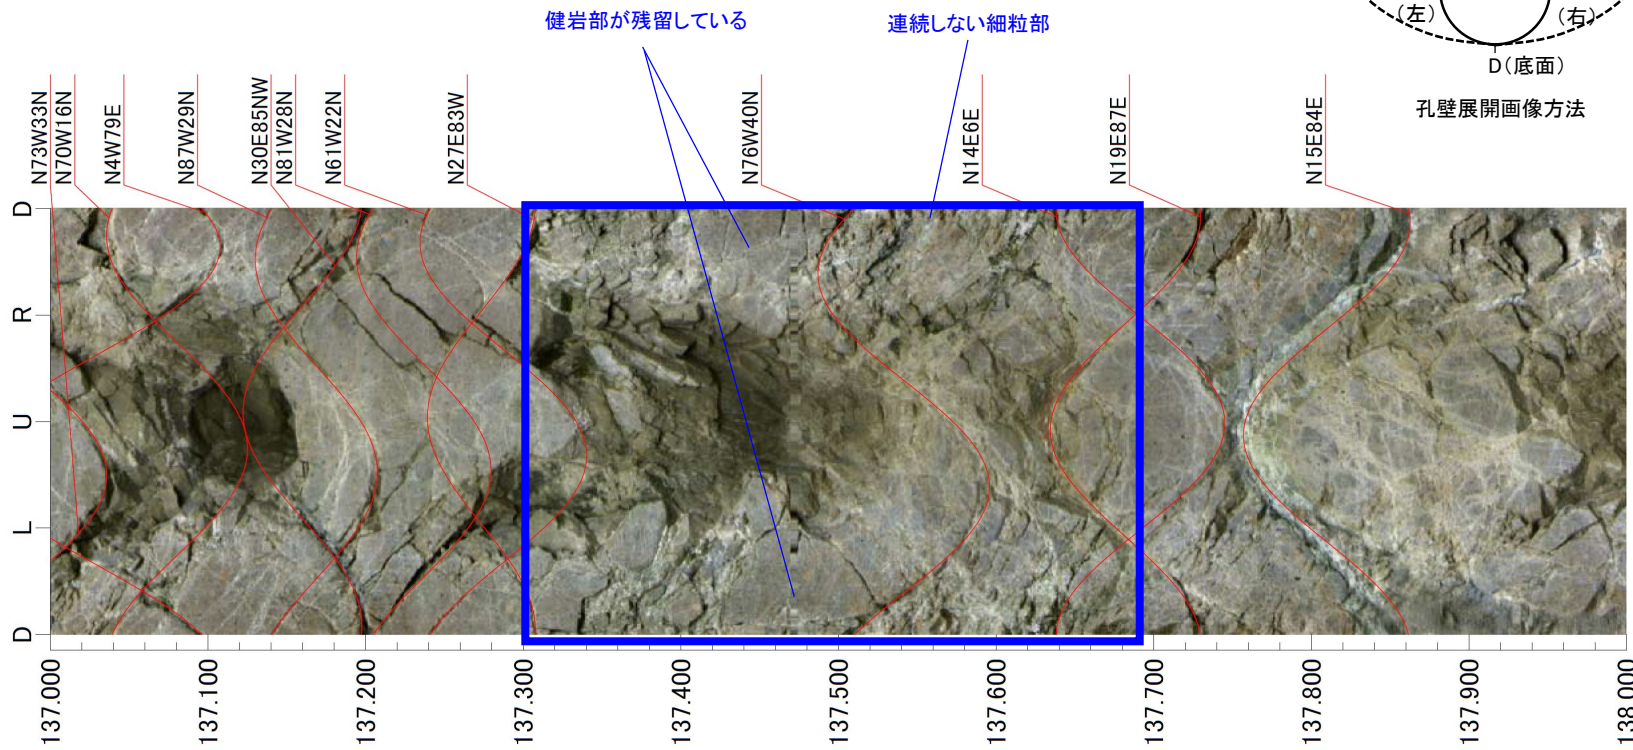 健岩部が残留している
連続しない細粒部
（左）
（右）
D（底面）
孔壁展開画像方法
N73W33N
N70W16N
N4W79E
N87W29N
N30E85NW
N81W28N
N61W22N
N27E83W
N76W40N
N14E6E
N19E87E
N15E84E
D
R
U
L
D
137.000
137.100
137.200
137.300
137.400
137.500
137.600
137.700
137.800
137.900
138.000